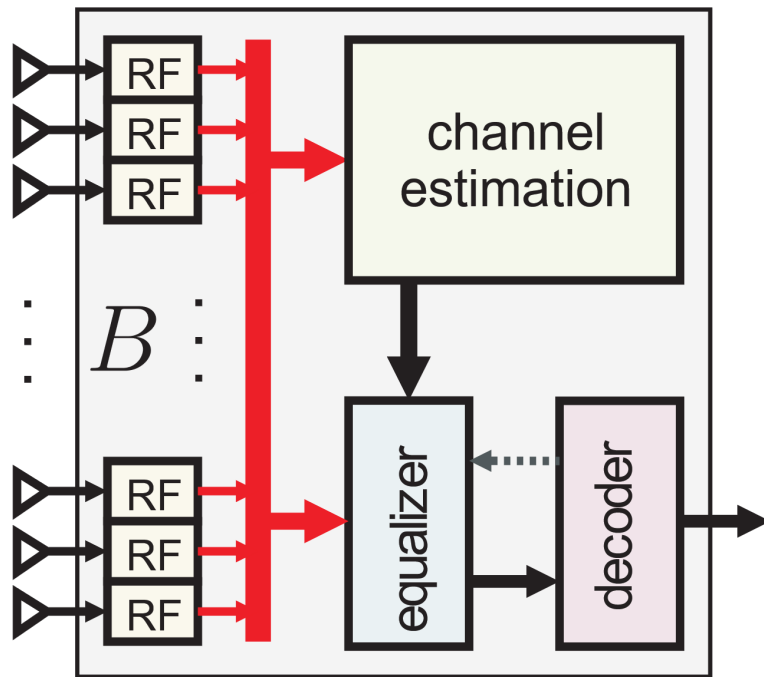 RF
RF
RF
channel
estimation
B
RF
RF
RF
equalizer
decoder